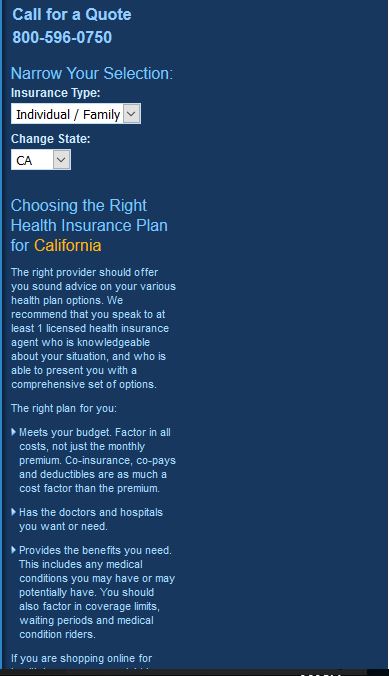 Call for a Quote
800-596-0750
Narrow Your Selection:
Insurance Type:
Individual / Family
Change State:
CA
Choosing the Right
Health Insurance Plan
for California
The right provider should offer
you sound advice on your various
health plan options. We
recommend that you speak to at
least 1 licensed health insurance
agent who is knowledgeable
about your situation, and who is
able to present you with a
comprehensive set of options.
The right plan for you:
Meets your budget. Factor in all
costs, not just the monthly
premium. Co-insurance, co-pays
and deductibles are as much a
cost factor than the premium.
Has the doctors and hospitals
you want or need.
Provides the benefits you need.
This includes any medical
conditions you may have or may
potentially have. You should
also factor in coverage limits,
waiting periods and medical
condition riders.
If you are shopping online for